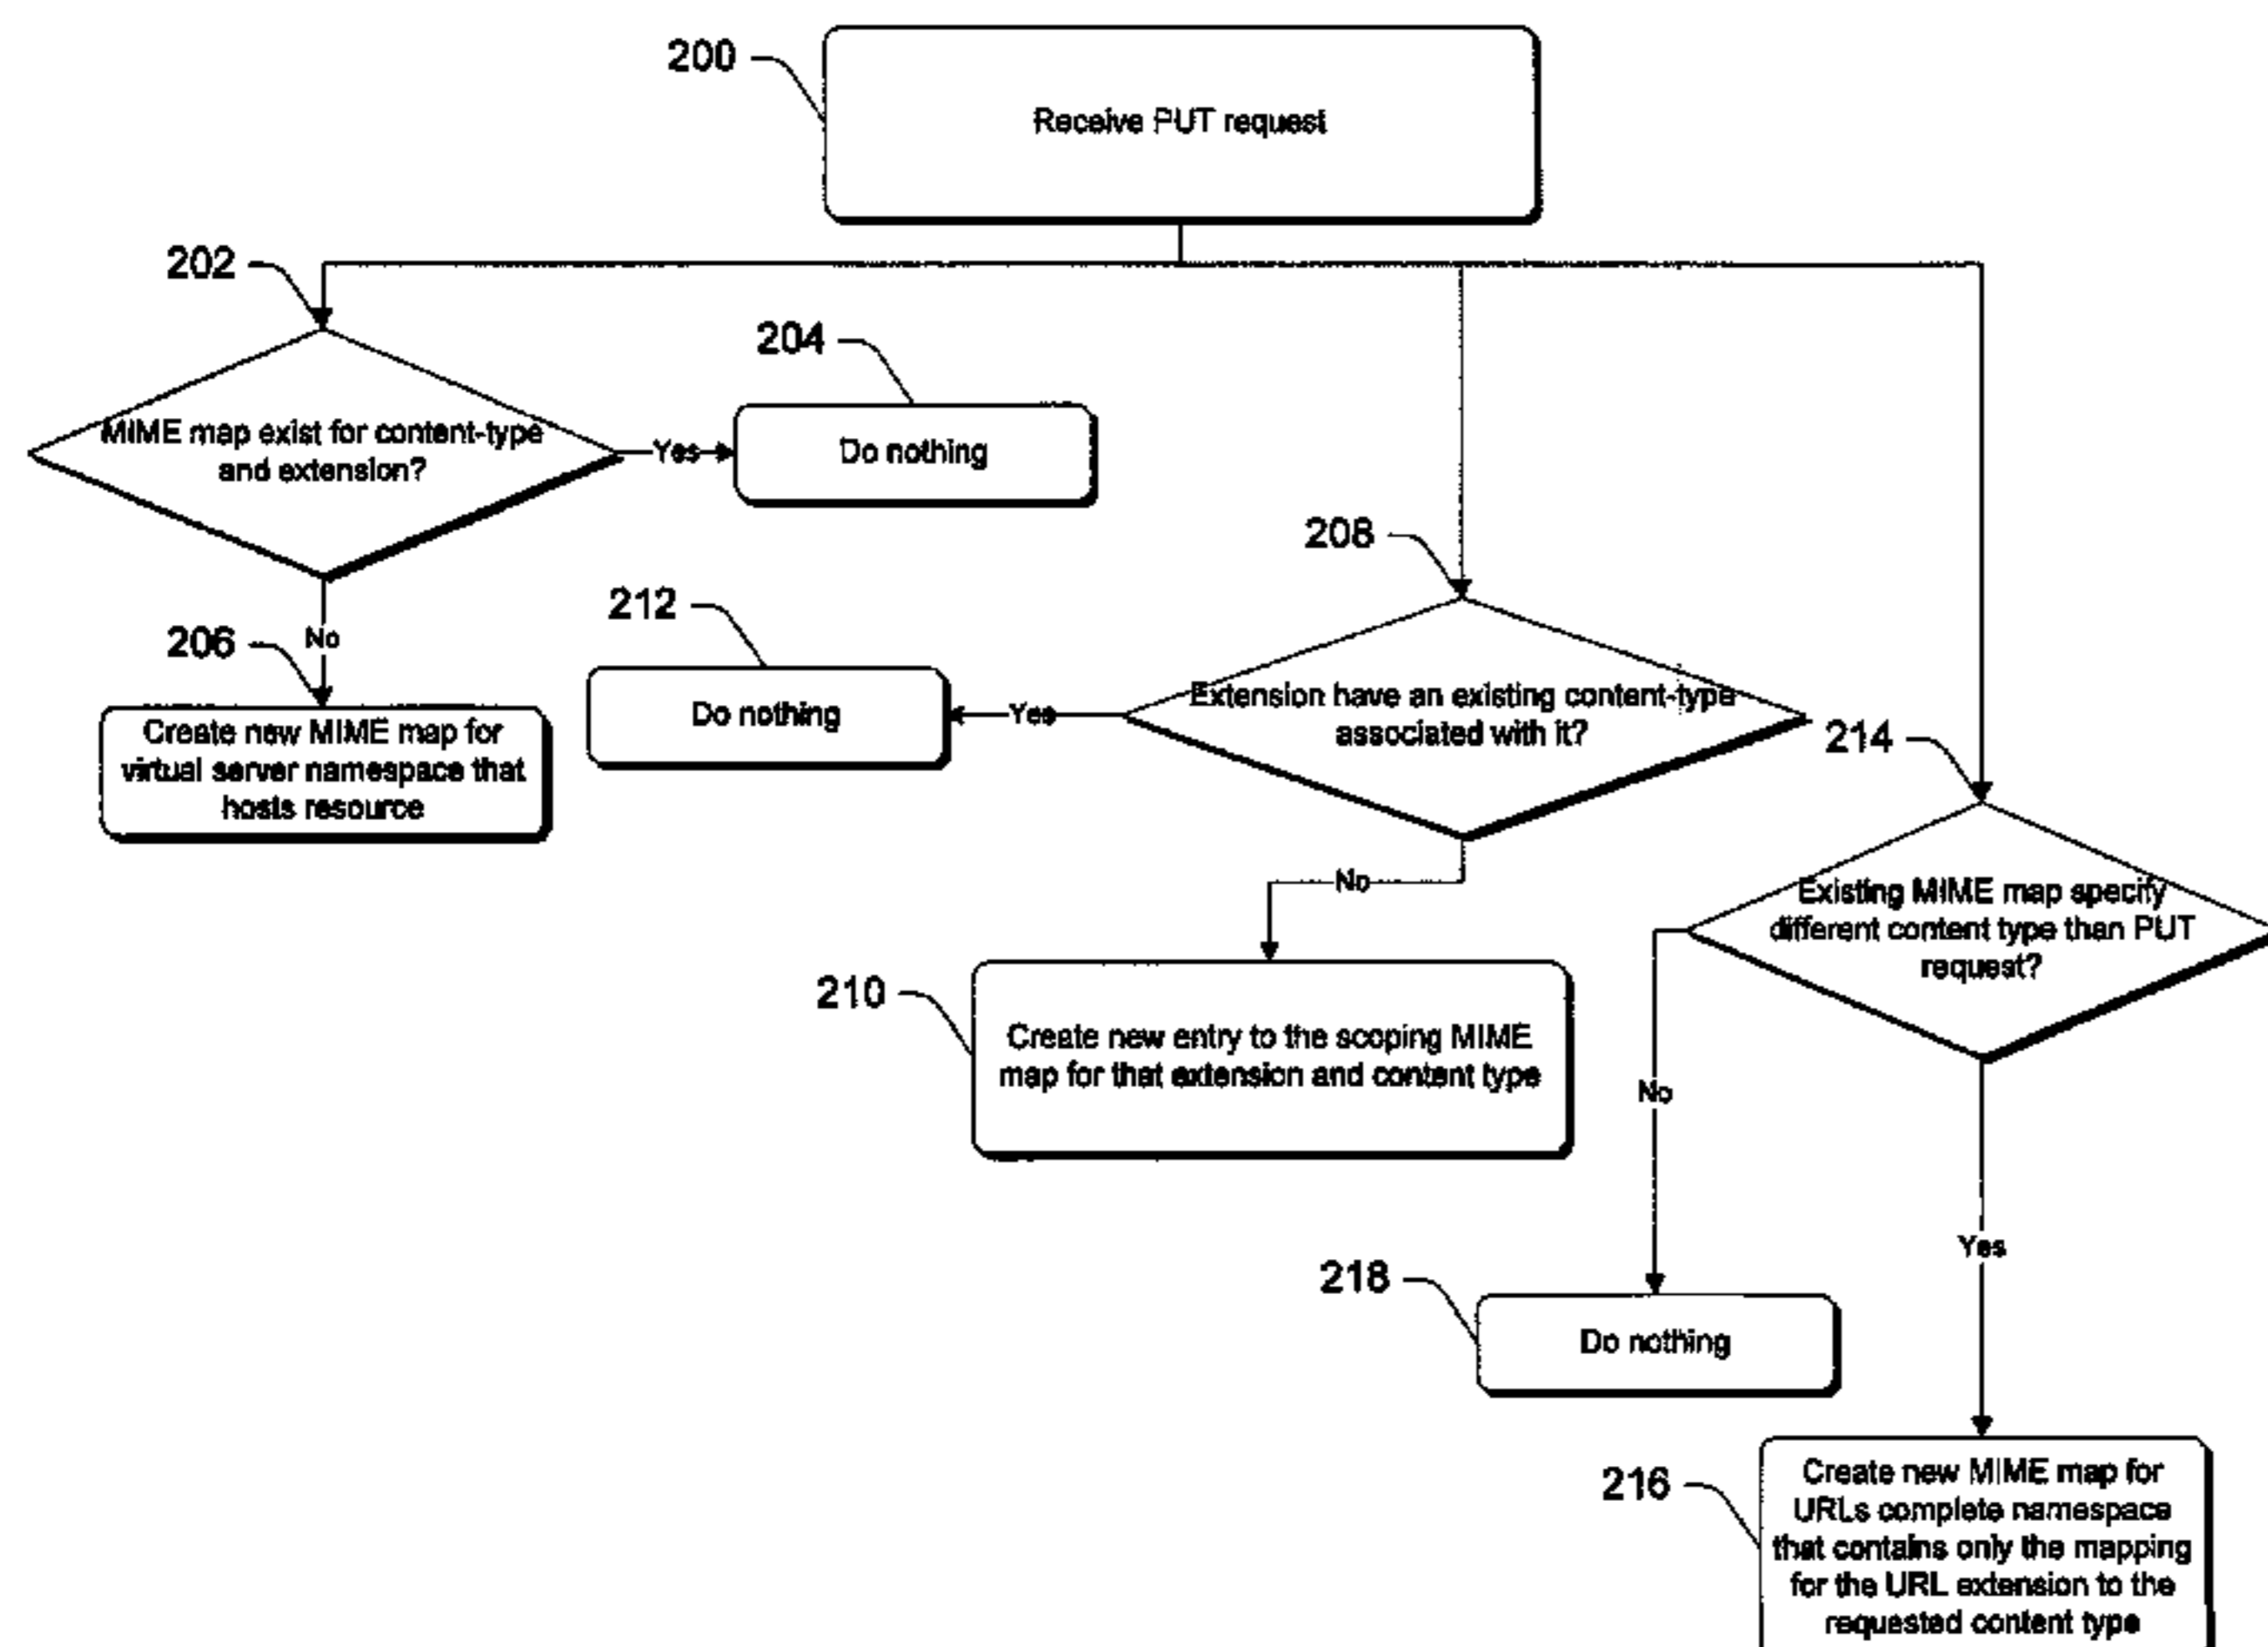 200
Receive PUT request
202
204
MIME map exist for content-type
and extension?
Yes
Do nothing
208
212
206
No
Create new MIME map for
virtual server namespace that
hosts resource
Do nothing
Yes
Extension have an existing content-type
associated with it?
214
No
Existing MIME map specify
different content type than PUT
request?
210
Create new entry to the scoping MIME
map for that extension and content type
No
Yes
218
Do nothing
216
Create new MIME map for
URLs complete namespace
that contains only the mapping
for the URL extension to the
requested content type